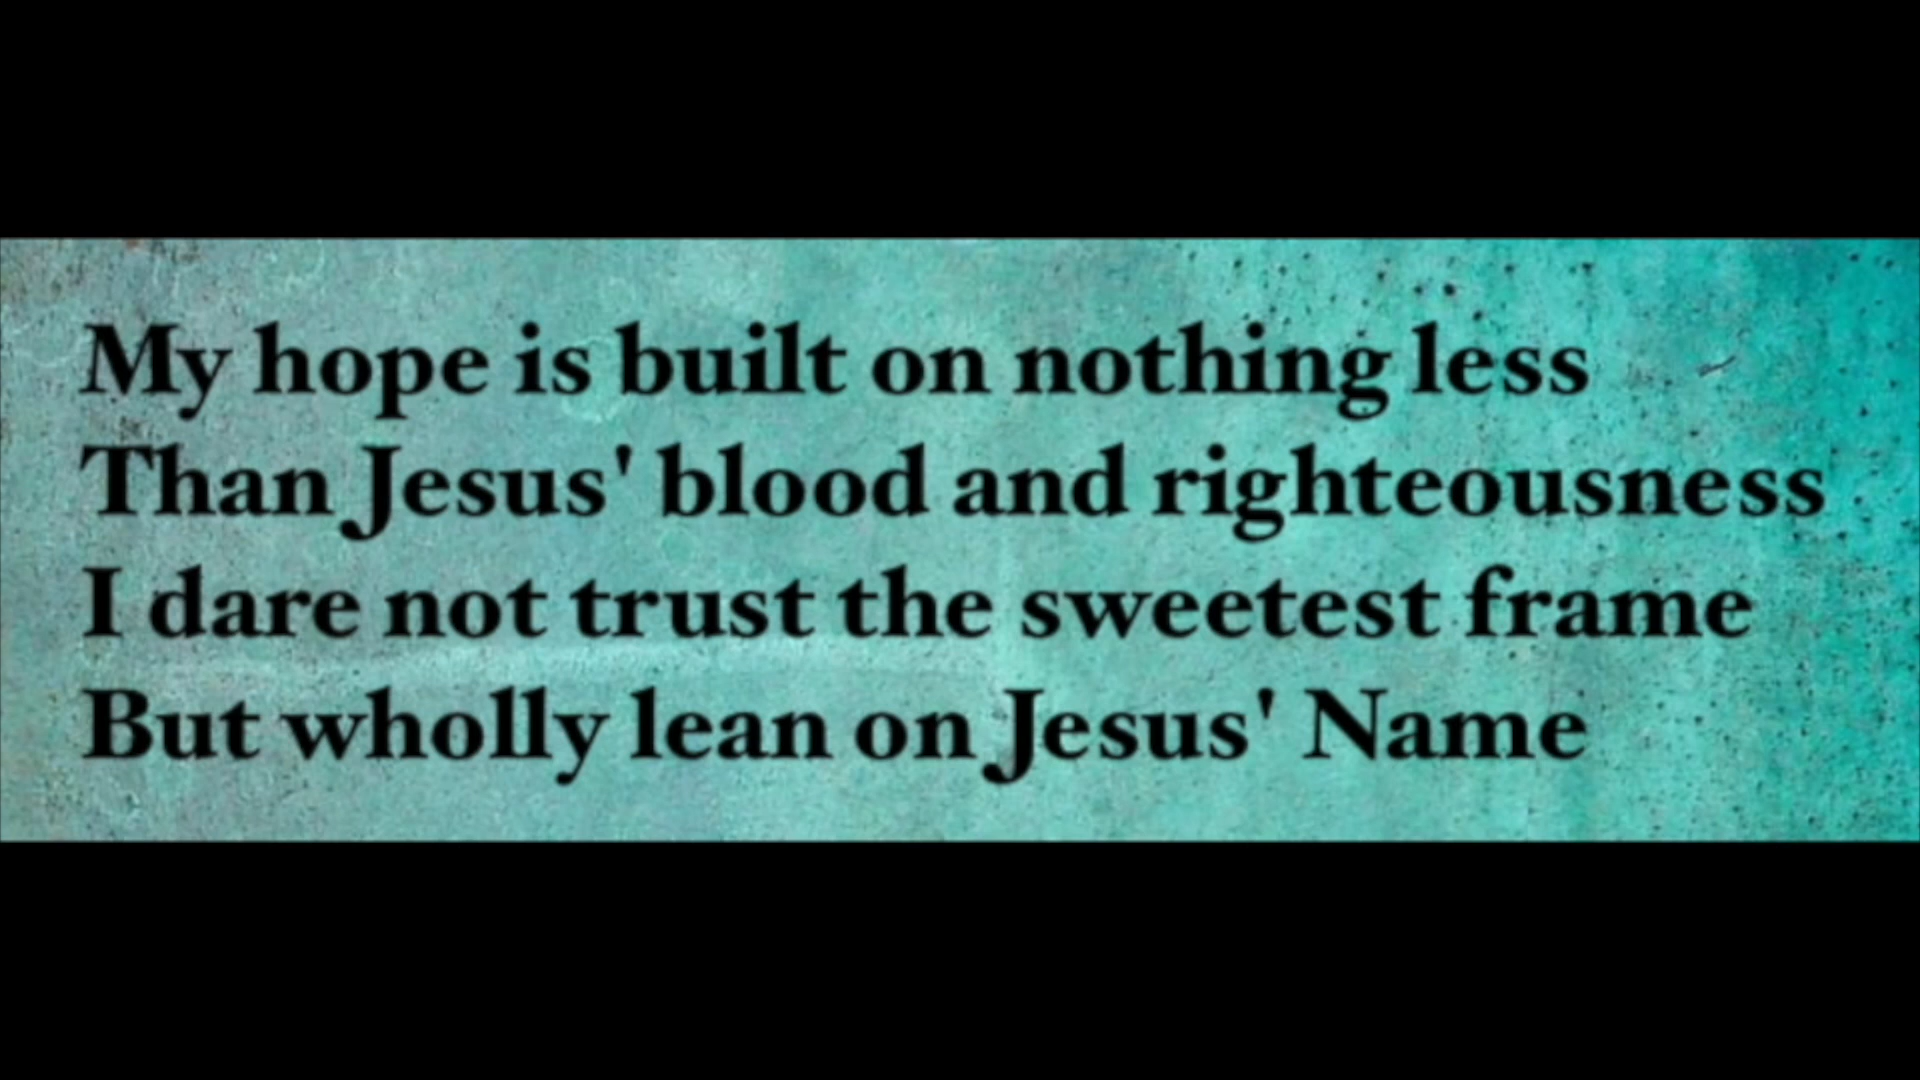 My hope is built on nothing less
Than Jesus' blood and righteousness
I dare not trust the sweetest frame
But wholly lean on Jesus' Name